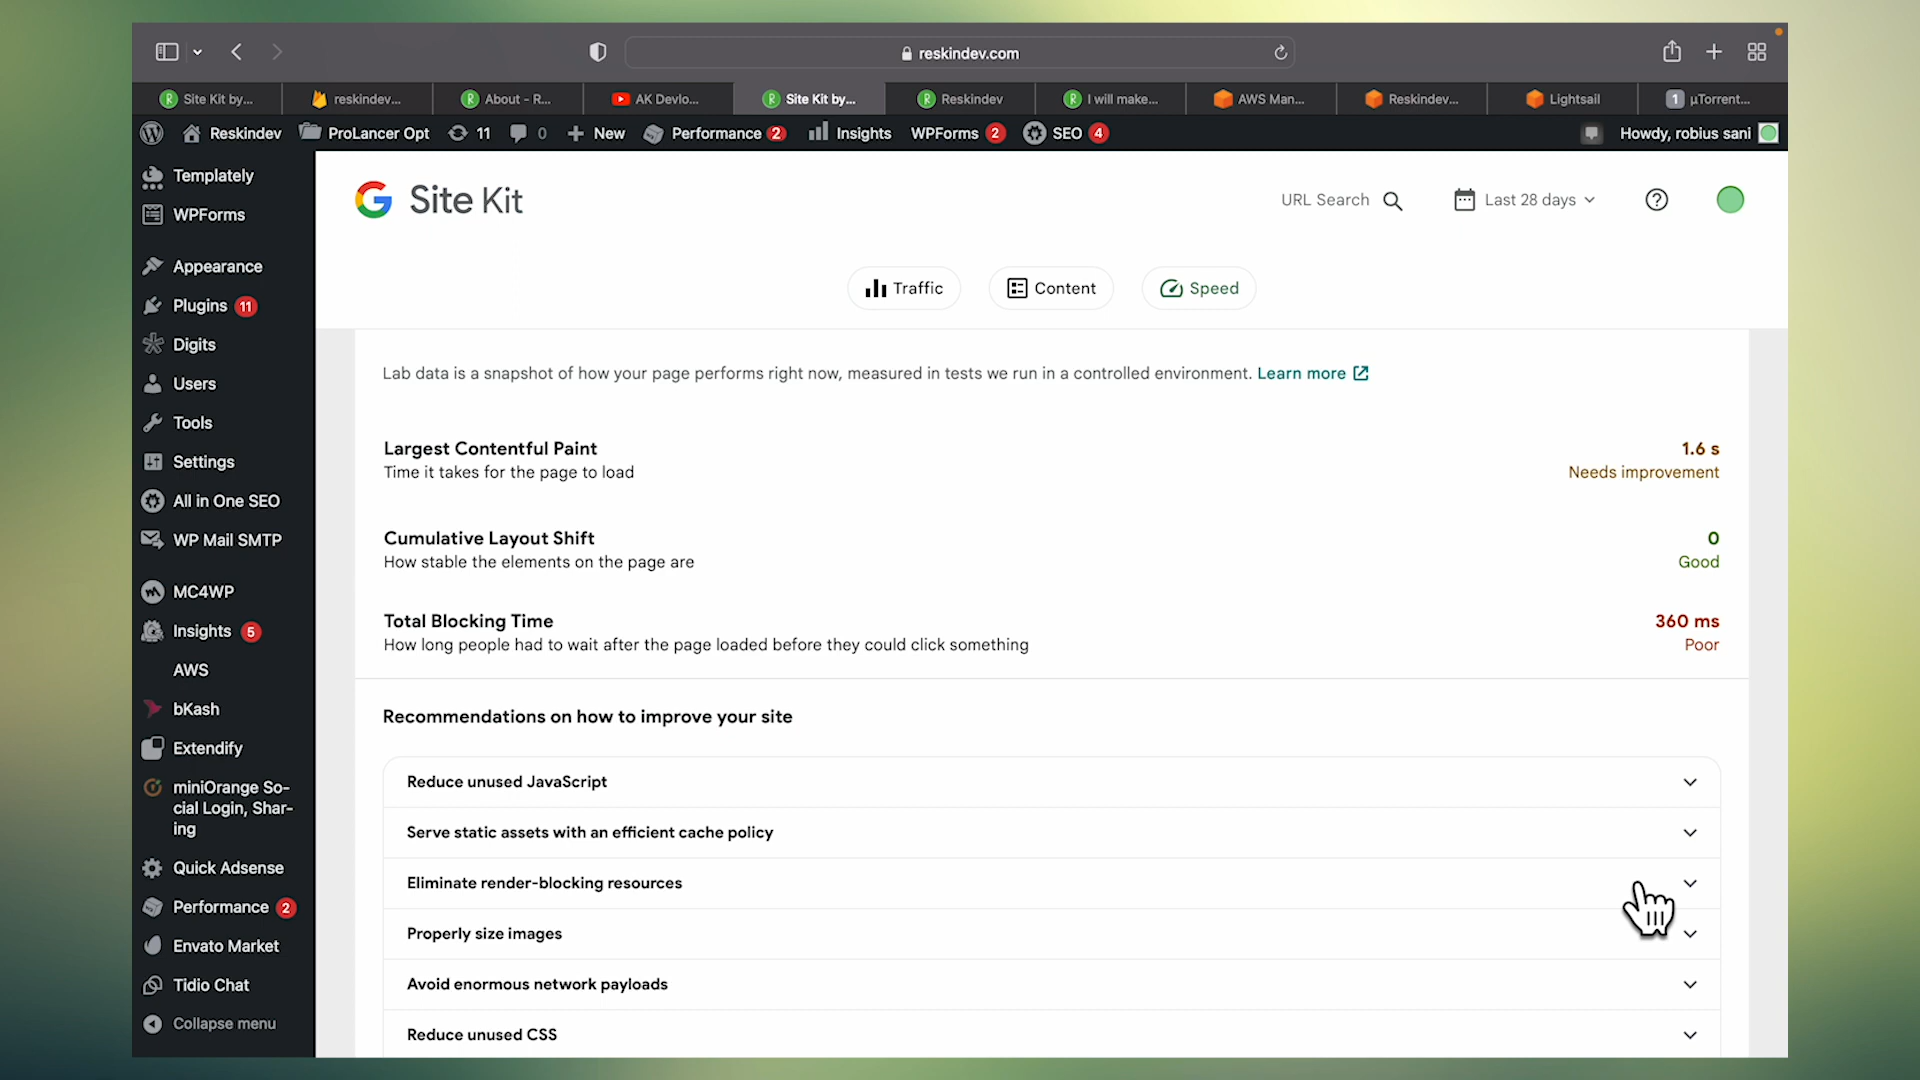 reskindev.com
Site Kit by...
reskindev...
About - R...
AK Devlo...
Site Kit by...
Reskindev
I will make...
AWS Man...
Reskindev...
Lightsail
1 µTorrent...
Reskindev ProLancer Opt 11 0 New Performance 2 Insights WPForms 2 SEO 4 Howdy, robius sani
Templately
WPForms
Appearance
Plugins 11
Digits
Users
Tools
Settings
All in One SEO
WP Mail SMTP
MC4WP
Insights 5
AWS
bKash
Extendify
miniOrange So-
cial Login, Shar-
ing
Quick Adsense
Performance 2
Envato Market
Tidio Chat
Collapse menu
G Site Kit
URL Search
Last 28 days
Traffic
Content
Speed
Lab data is a snapshot of how your page performs right now, measured in tests we run in a controlled environment. Learn more
Largest Contentful Paint 1.6 s
Time it takes for the page to load Needs improvement
Cumulative Layout Shift 0
How stable the elements on the page are Good
Total Blocking Time 360 ms
How long people had to wait after the page loaded before they could click something Poor
Recommendations on how to improve your site
Reduce unused JavaScript
Serve static assets with an efficient cache policy
Eliminate render-blocking resources
Properly size images
Avoid enormous network payloads
Reduce unused CSS